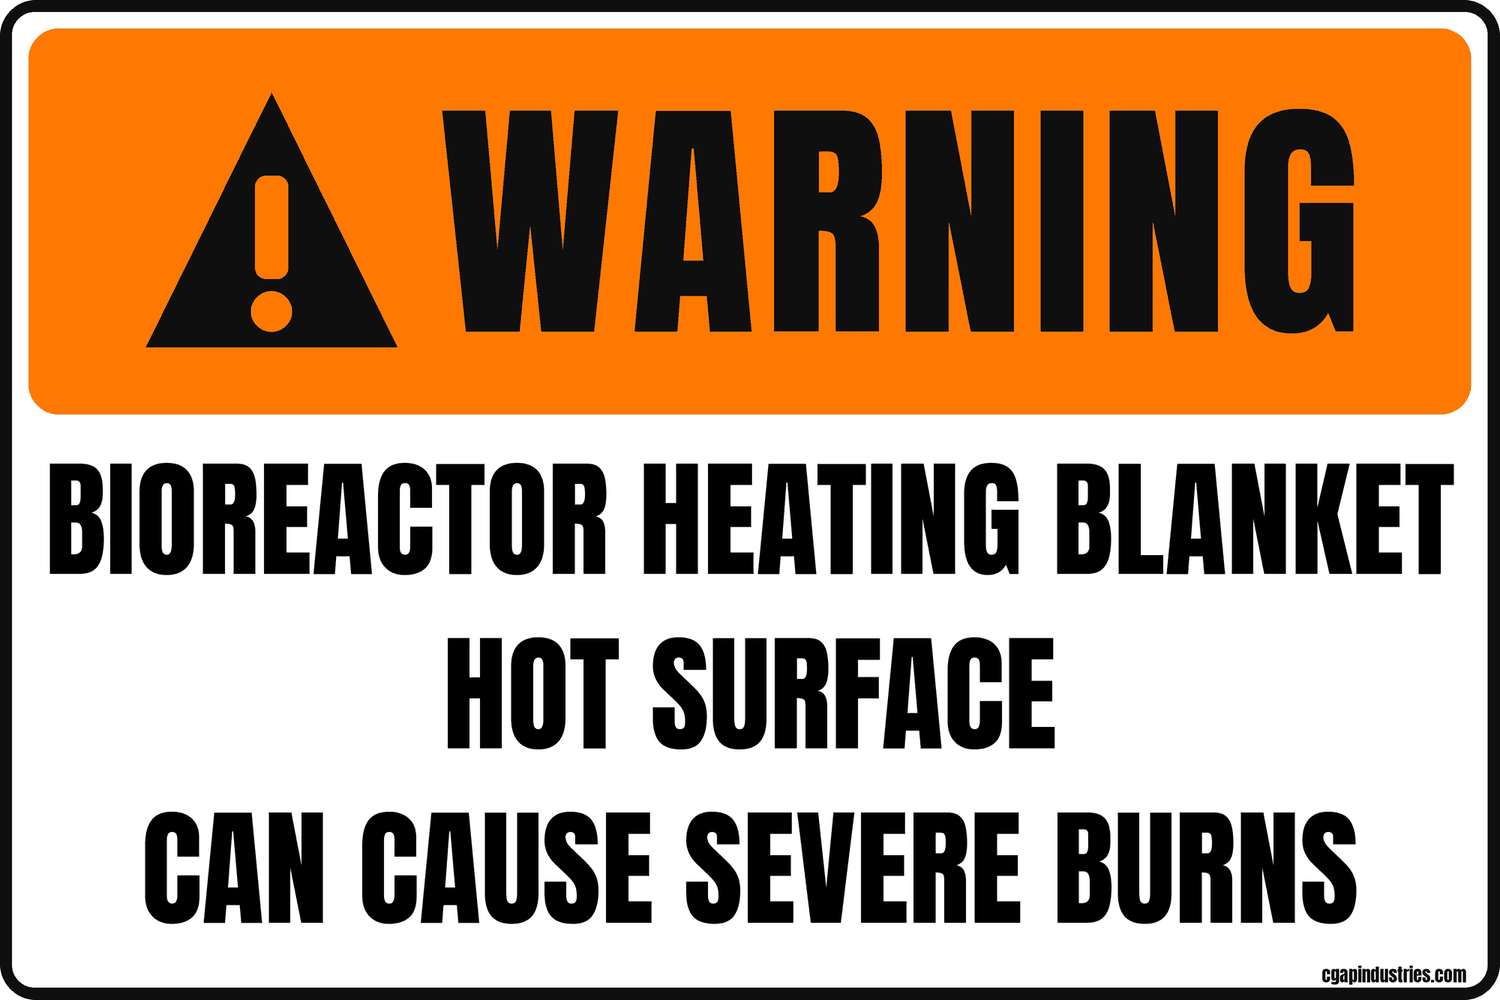 WARNING
BIOREACTOR HEATING BLANKET
HOT SURFACE
CAN CAUSE SEVERE BURNS
cgapindustries.com